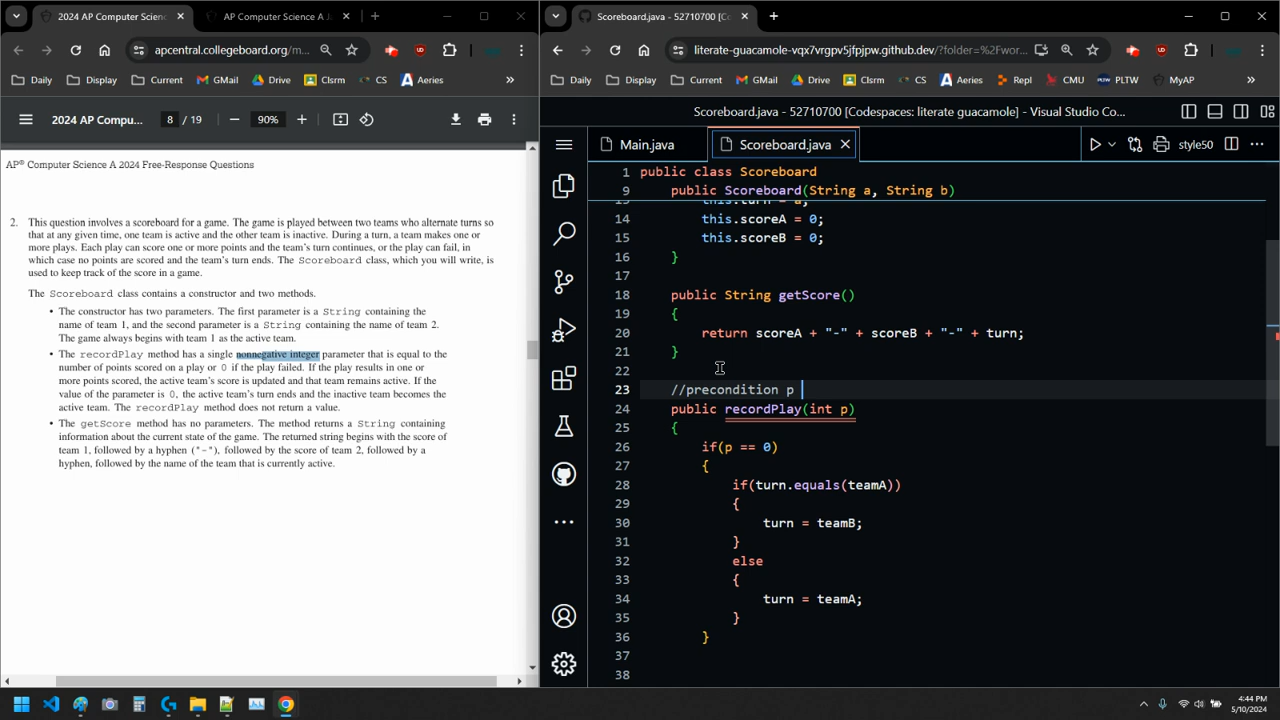 2024 AP Computer Scienc
AP Computer Science A J
Scoreboard.java - 52710700 [
apcentral.collegeboard.org/m...
literate-guacamole-vqx7vrgpv5jfpjpw.github.dev/?folder=%2Fwor...
Daily Display Current GMail Drive Clsrm CS Aeries »
Daily Display Current GMail Drive Clsrm CS Aeries Repl CMU PLTW MyAP »
2024 AP Compu... 8 / 19 90%
Scoreboard.java - 52710700 [Codespaces: literate guacamole] - Visual Studio Co...
Main.java Scoreboard.java style50
AP® Computer Science A 2024 Free-Response Questions
2. This question involves a scoreboard for a game. The game is played between two teams who alternate turns so
that at any given time, one team is active and the other team is inactive. During a turn, a team makes one or
more plays. Each play can score one or more points and the team's turn continues, or the play can fail, in
which case no points are scored and the team's turn ends. The Scoreboard class, which you will write, is
used to keep track of the score in a game.
The Scoreboard class contains a constructor and two methods.
• The constructor has two parameters. The first parameter is a String containing the
name of team 1, and the second parameter is a String containing the name of team 2.
The game always begins with team 1 as the active team.
• The recordPlay method has a single nonnegative integer parameter that is equal to the
number of points scored on a play or 0 if the play failed. If the play results in one or
more points scored, the active team's score is updated and that team remains active. If the
value of the parameter is 0, the active team's turn ends and the inactive team becomes the
active team. The recordPlay method does not return a value.
• The getScore method has no parameters. The method returns a String containing
information about the current state of the game. The returned string begins with the score of
team 1, followed by a hyphen ("-"), followed by the score of team 2, followed by a
hyphen, followed by the name of the team that is currently active.
1 public class Scoreboard
9 public Scoreboard(String a, String b)
13 this.turn = a;
14 this.scoreA = 0;
15 this.scoreB = 0;
16 }
17
18 public String getScore()
19 {
20 return scoreA + "-" + scoreB + "-" + turn;
21 }
22
23 //precondition p
24 public recordPlay(int p)
25 {
26 if(p == 0)
27 {
28 if(turn.equals(teamA))
29 {
30 turn = teamB;
31 }
32 else
33 {
34 turn = teamA;
35 }
36 }
37
38
4:44 PM
5/10/2024